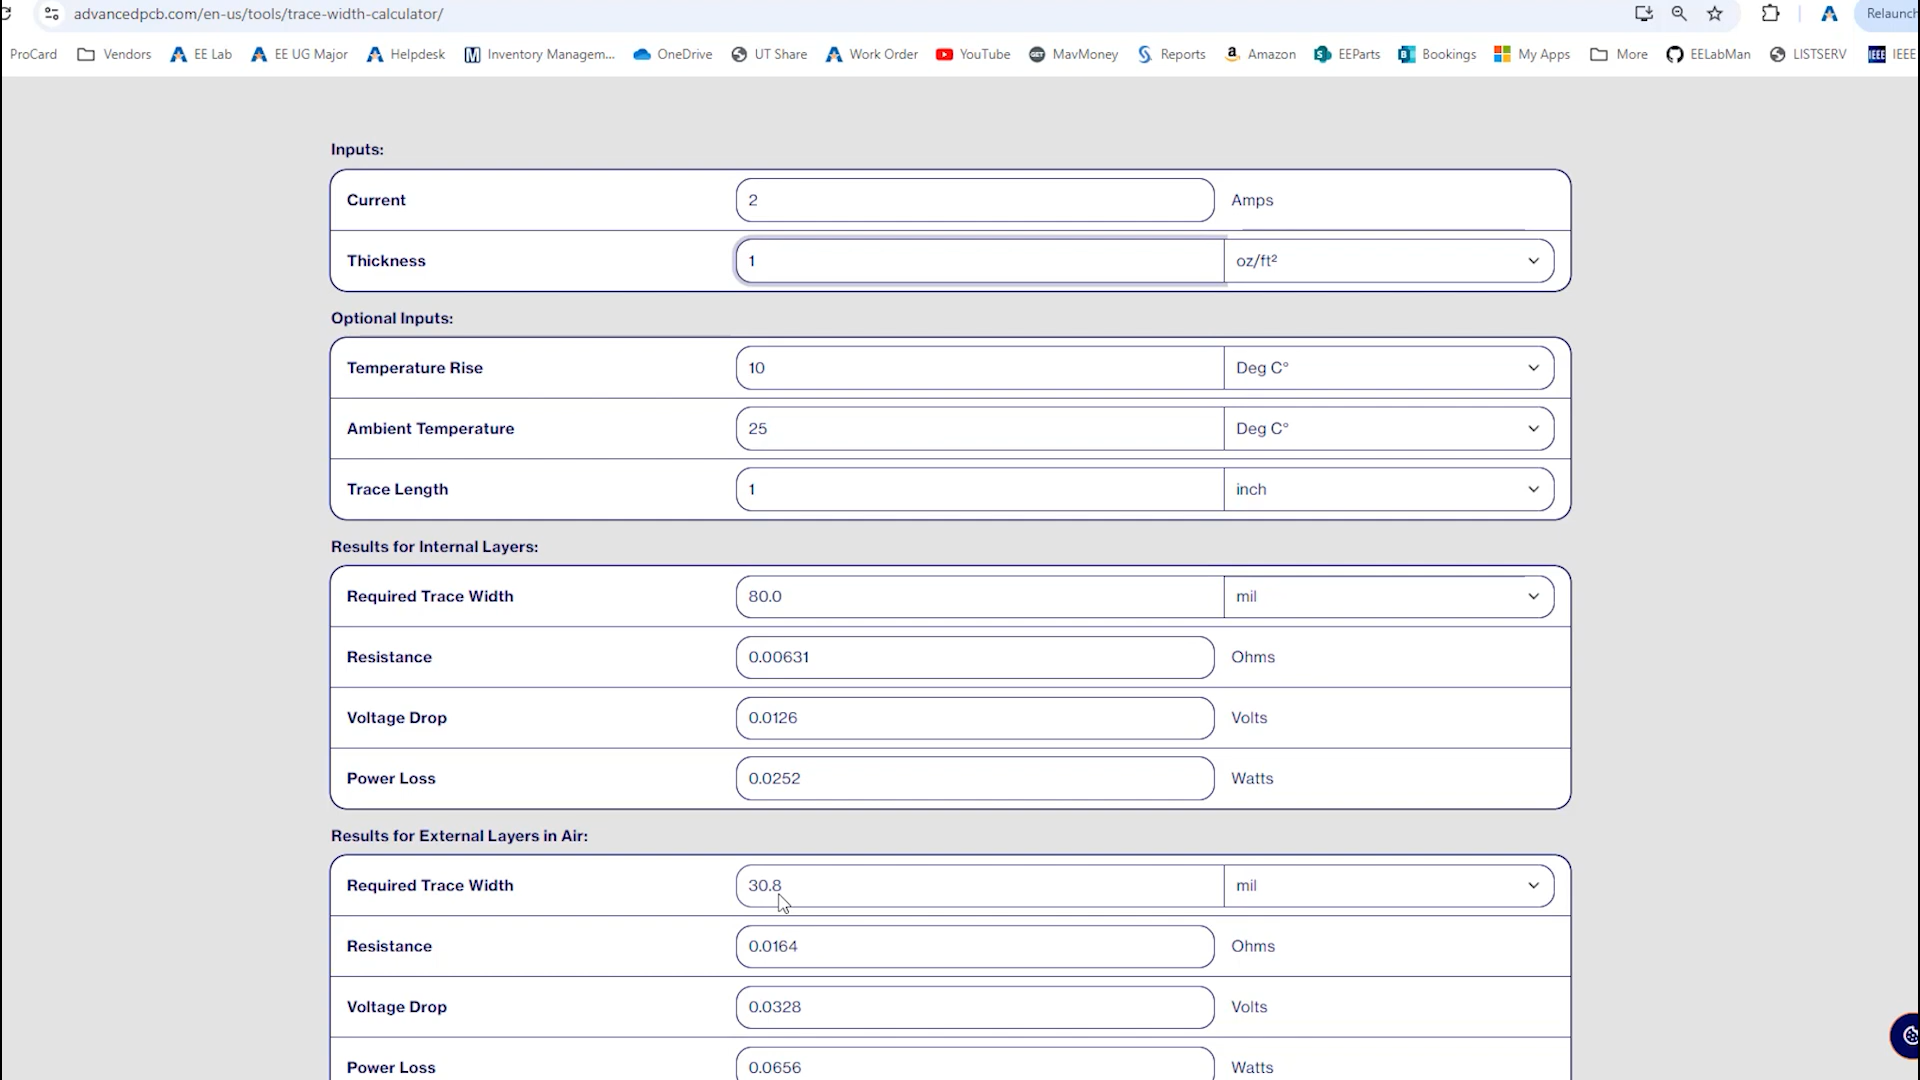 advancedpcb.com/en-us/tools/trace-width-calculator/
Relaunch
ProCard Vendors EE Lab EE UG Major Helpdesk Inventory Managem... OneDrive UT Share Work Order YouTube MavMoney Reports Amazon EEParts Bookings My Apps More EELabMan LISTSERV IEEE IEEE
Inputs:
Current 2 Amps
Thickness 1 oz/ft²
Optional Inputs:
Temperature Rise 10 Deg C°
Ambient Temperature 25 Deg C°
Trace Length 1 inch
Results for Internal Layers:
Required Trace Width 80.0 mil
Resistance 0.00631 Ohms
Voltage Drop 0.0126 Volts
Power Loss 0.0252 Watts
Results for External Layers in Air:
Required Trace Width 30.8 mil
Resistance 0.0164 Ohms
Voltage Drop 0.0328 Volts
Power Loss 0.0656 Watts